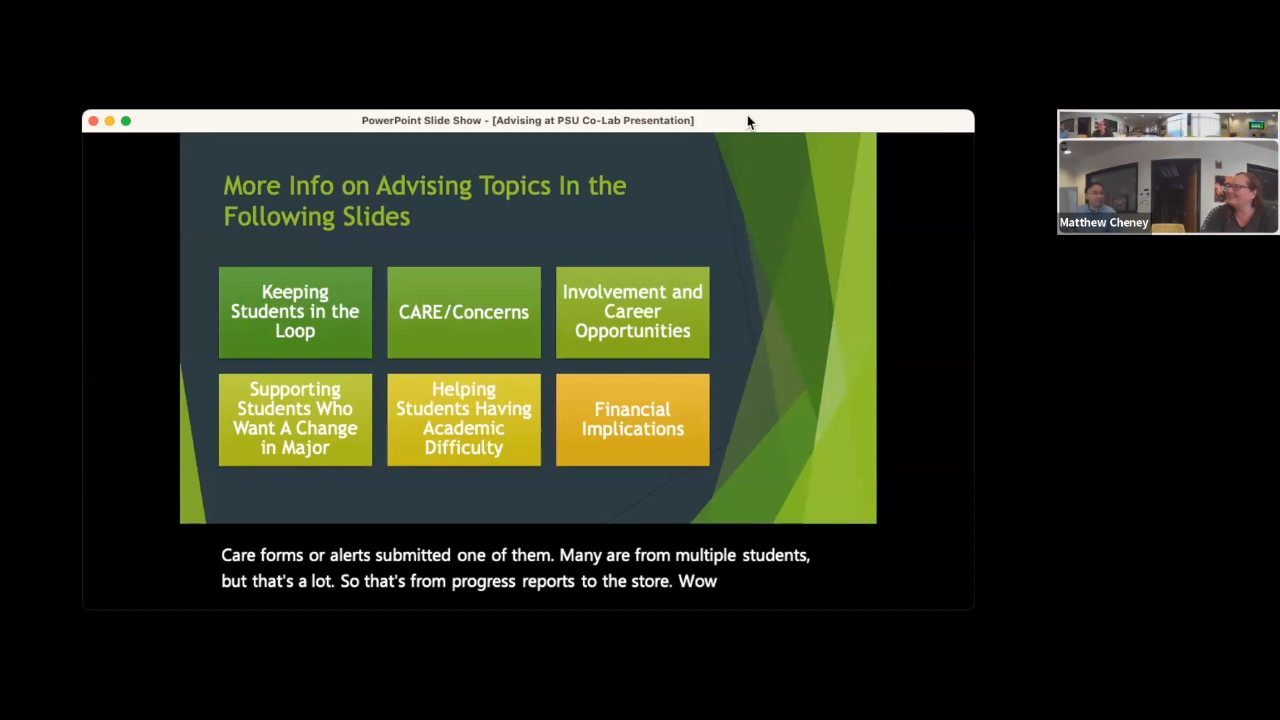 PowerPoint Slide Show - [Advising at PSU Co-Lab Presentation]
More Info on Advising Topics In the
Following Slides
Keeping
Students in the
Loop
CARE/Concerns
Involvement and
Career
Opportunities
Supporting
Students Who
Want A Change
in Major
Helping
Students Having
Academic
Difficulty
Financial
Implications
Care forms or alerts submitted one of them. Many are from multiple students,
but that's a lot. So that's from progress reports to the store. Wow
Matthew Cheney